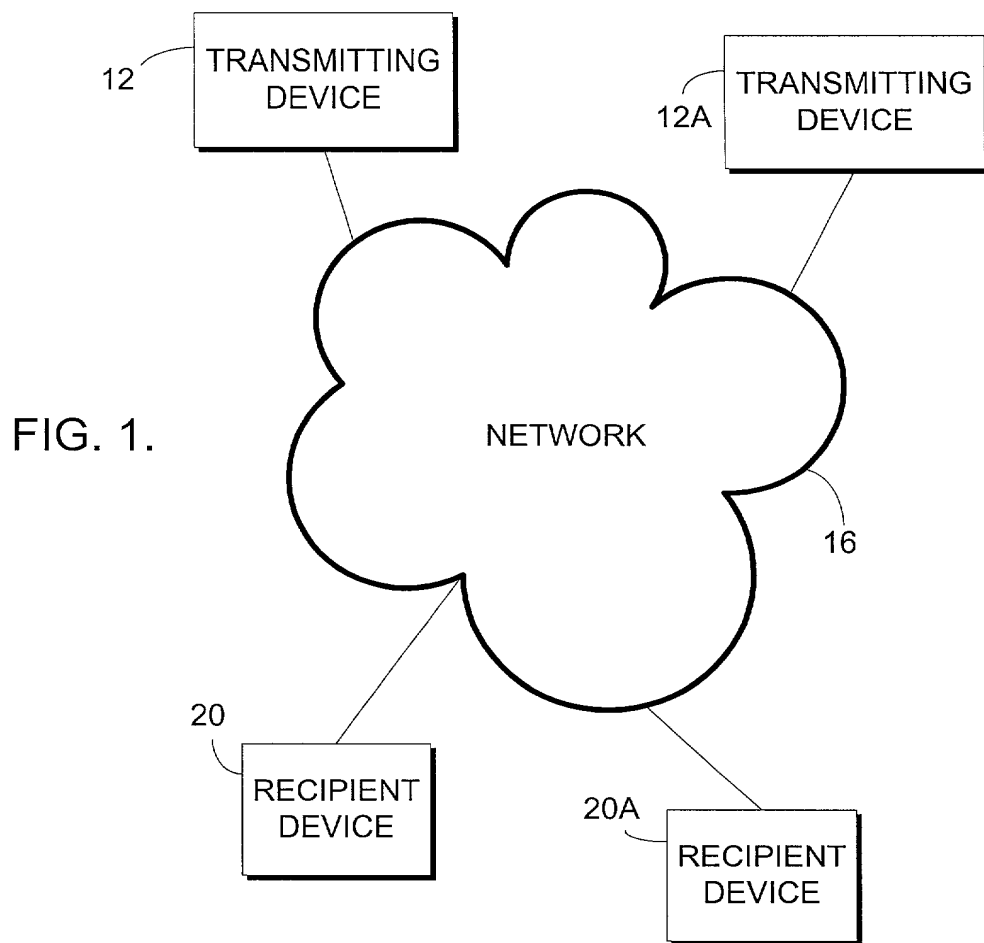 12
TRANSMITTING
DEVICE
12A
TRANSMITTING
DEVICE
FIG. 1.
NETWORK
16
20
RECIPIENT
DEVICE
20A
RECIPIENT
DEVICE